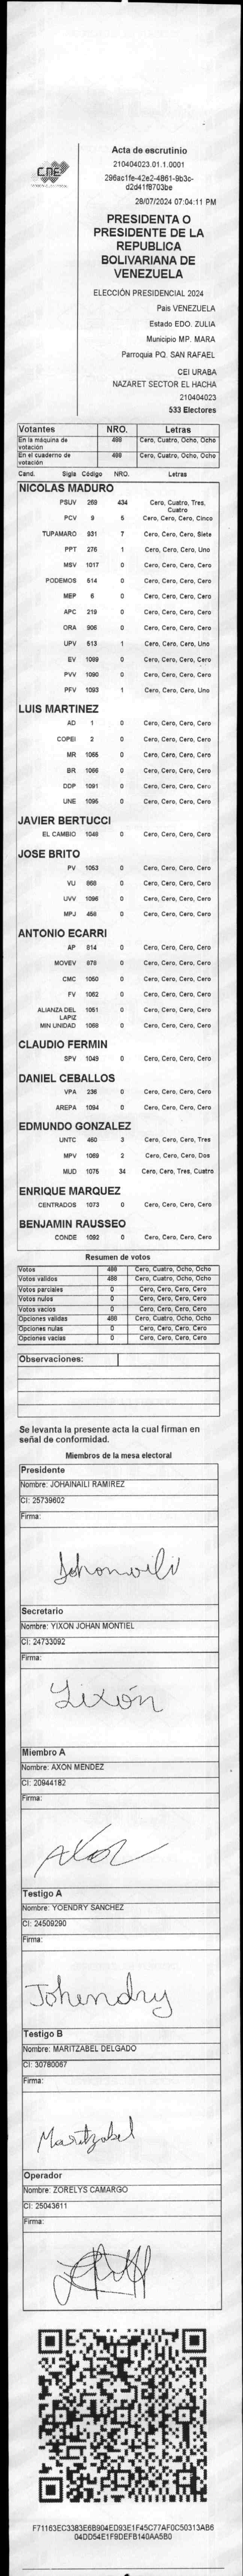 CNE
Acta de escrutinio
210404023.01.1.0001
296ac1fe-42e2-4861-9b3c-
d2d41f8703be
28/07/2024 07:04:11 PM
PRESIDENTA O
PRESIDENTE DE LA
REPUBLICA
BOLIVARIANA DE
VENEZUELA
ELECCIÓN PRESIDENCIAL 2024
País VENEZUELA
Estado EDO. ZULIA
Municipio MP. MARA
Parroquia PQ. SAN RAFAEL
CEI URABA
NAZARET SECTOR EL HACHA
210404023
533 Electores
Votantes NRO. Letras
En la máquina de votación 488 Cero, Cuatro, Ocho, Ocho
En el cuaderno de votación 488 Cero, Cuatro, Ocho, Ocho
Cand. Sigla Código NRO. Letras
NICOLAS MADURO
PSUV 269 434 Cero, Cuatro, Tres, Cuatro
PCV 9 5 Cero, Cero, Cero, Cinco
TUPAMARO 931 7 Cero, Cero, Cero, Siete
PPT 276 1 Cero, Cero, Cero, Uno
MSV 1017 0 Cero, Cero, Cero, Cero
PODEMOS 514 0 Cero, Cero, Cero, Cero
MEP 6 0 Cero, Cero, Cero, Cero
APC 219 0 Cero, Cero, Cero, Cero
ORA 906 0 Cero, Cero, Cero, Cero
UPV 513 1 Cero, Cero, Cero, Uno
EV 1089 0 Cero, Cero, Cero, Cero
PVV 1090 0 Cero, Cero, Cero, Cero
PFV 1093 1 Cero, Cero, Cero, Uno
LUIS MARTINEZ
AD 1 0 Cero, Cero, Cero, Cero
COPEI 2 0 Cero, Cero, Cero, Cero
MR 1065 0 Cero, Cero, Cero, Cero
BR 1066 0 Cero, Cero, Cero, Cero
DDP 1091 0 Cero, Cero, Cero, Cero
UNE 1095 0 Cero, Cero, Cero, Cero
JAVIER BERTUCCI
EL CAMBIO 1048 0 Cero, Cero, Cero, Cero
JOSE BRITO
PV 1053 0 Cero, Cero, Cero, Cero
VU 868 0 Cero, Cero, Cero, Cero
UVV 1096 0 Cero, Cero, Cero, Cero
MPJ 458 0 Cero, Cero, Cero, Cero
ANTONIO ECARRI
AP 814 0 Cero, Cero, Cero, Cero
MOVEV 878 0 Cero, Cero, Cero, Cero
CMC 1050 0 Cero, Cero, Cero, Cero
FV 1062 0 Cero, Cero, Cero, Cero
ALIANZA DEL LAPIZ 1051 0 Cero, Cero, Cero, Cero
MIN UNIDAD 1068 0 Cero, Cero, Cero, Cero
CLAUDIO FERMIN
SPV 1049 0 Cero, Cero, Cero, Cero
DANIEL CEBALLOS
VPA 236 0 Cero, Cero, Cero, Cero
AREPA 1094 0 Cero, Cero, Cero, Cero
EDMUNDO GONZALEZ
UNTC 460 3 Cero, Cero, Cero, Tres
MPV 1069 2 Cero, Cero, Cero, Dos
MUD 1075 34 Cero, Cero, Tres, Cuatro
ENRIQUE MARQUEZ
CENTRADOS 1073 0 Cero, Cero, Cero, Cero
BENJAMIN RAUSSEO
CONDE 1092 0 Cero, Cero, Cero, Cero
Resumen de votos
Votos 488 Cero, Cuatro, Ocho, Ocho
Votos validos 488 Cero, Cuatro, Ocho, Ocho
Votos parciales 0 Cero, Cero, Cero, Cero
Votos nulos 0 Cero, Cero, Cero, Cero
Votos vacios 0 Cero, Cero, Cero, Cero
Opciones validas 488 Cero, Cuatro, Ocho, Ocho
Opciones nulas 0 Cero, Cero, Cero, Cero
Opciones vacias 0 Cero, Cero, Cero, Cero
Observaciones:
Se levanta la presente acta la cual firman en
señal de conformidad.
Miembros de la mesa electoral
Presidente
Nombre: JOHAINAILI RAMIREZ
CI: 25739602
Firma:
Secretario
Nombre: YIXON JOHAN MONTIEL
CI: 24733092
Firma:
Yixón
Miembro A
Nombre: AXON MENDEZ
CI: 20944182
Firma:
Axon
Testigo A
Nombre: YOENDRY SANCHEZ
CI: 24509290
Firma:
Johendry
Testigo B
Nombre: MARITZABEL DELGADO
CI: 30780067
Firma:
Maritzabel
Operador
Nombre: ZORELYS CAMARGO
CI: 25043611
Firma:
F71163EC3383E6B904ED93E1F45C77AF0C50313AB6
04DD54E1F9DEFB140AA5B0